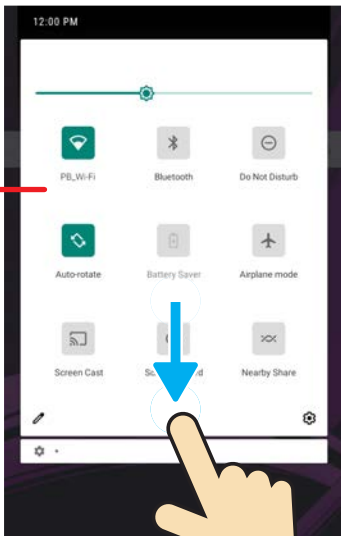 12:00 PM
PB_Wi-Fi
Bluetooth
Do Not Disturb
Auto-rotate
Battery Saver
Airplane mode
Screen Cast
Nearby Share